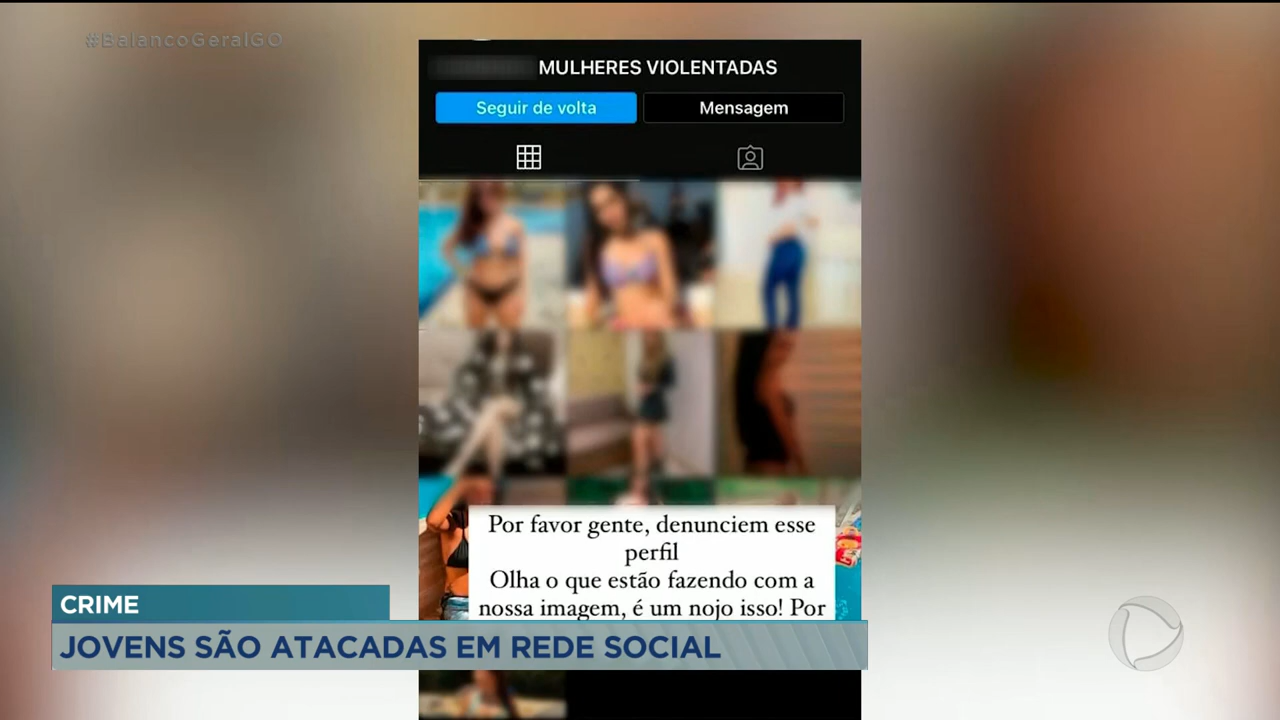 #BalancoGeralGO
MULHERES VIOLENTADAS
Seguir de volta
Mensagem
Por favor gente, denunciem esse
perfil
Olha o que estão fazendo com a
nossa imagem, é um nojo isso! Por
CRIME
JOVENS SÃO ATACADAS EM REDE SOCIAL